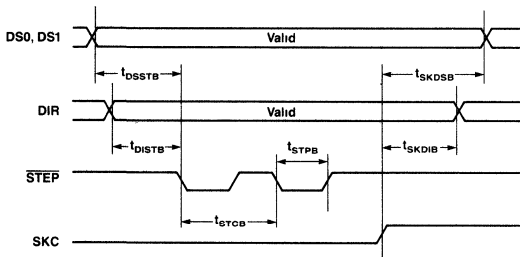 DS0, DS1 Valid
tDSSTB tSKDSB
DIR Valid
tDISTB tSTPB tSKDIB
STEP
tSTCB
SKC